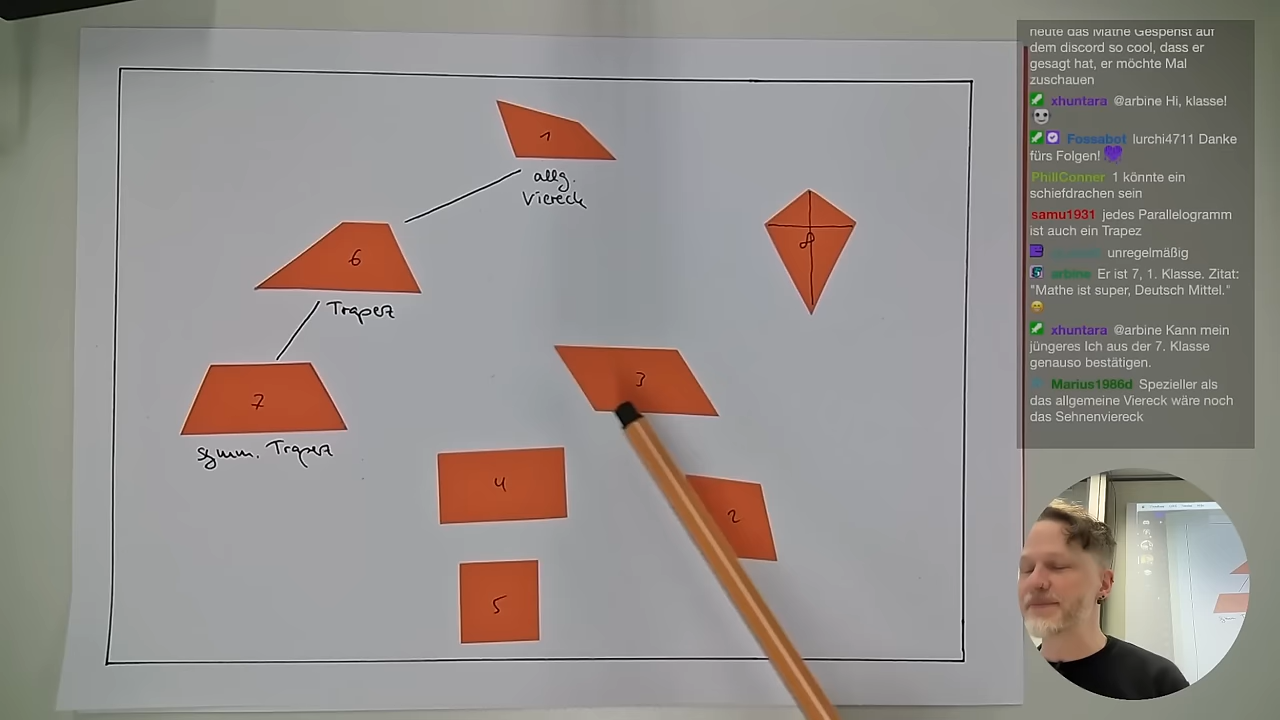 1
allg.
Viereck
6
Trapez
8
7
symm. Trapez
3
4
2
5
heute das Mathe Gespenst auf
dem discord so cool, dass er
gesagt hat, er möchte Mal
zuschauen
xhuntara @arbine Hi, klasse!
Fossabot lurchi4711 Danke
fürs Folgen!
PhillConner 1 könnte ein
schiefdrachen sein
samu1931 jedes Parallelogramm
ist auch ein Trapez
unregelmäßig
arbine Er ist 7, 1. Klasse. Zitat:
"Mathe ist super, Deutsch Mittel."
xhuntara @arbine Kann mein
jüngeres Ich aus der 7. Klasse
genauso bestätigen.
Marius1986d Spezieller als
das allgemeine Viereck wäre noch
das Sehnenviereck